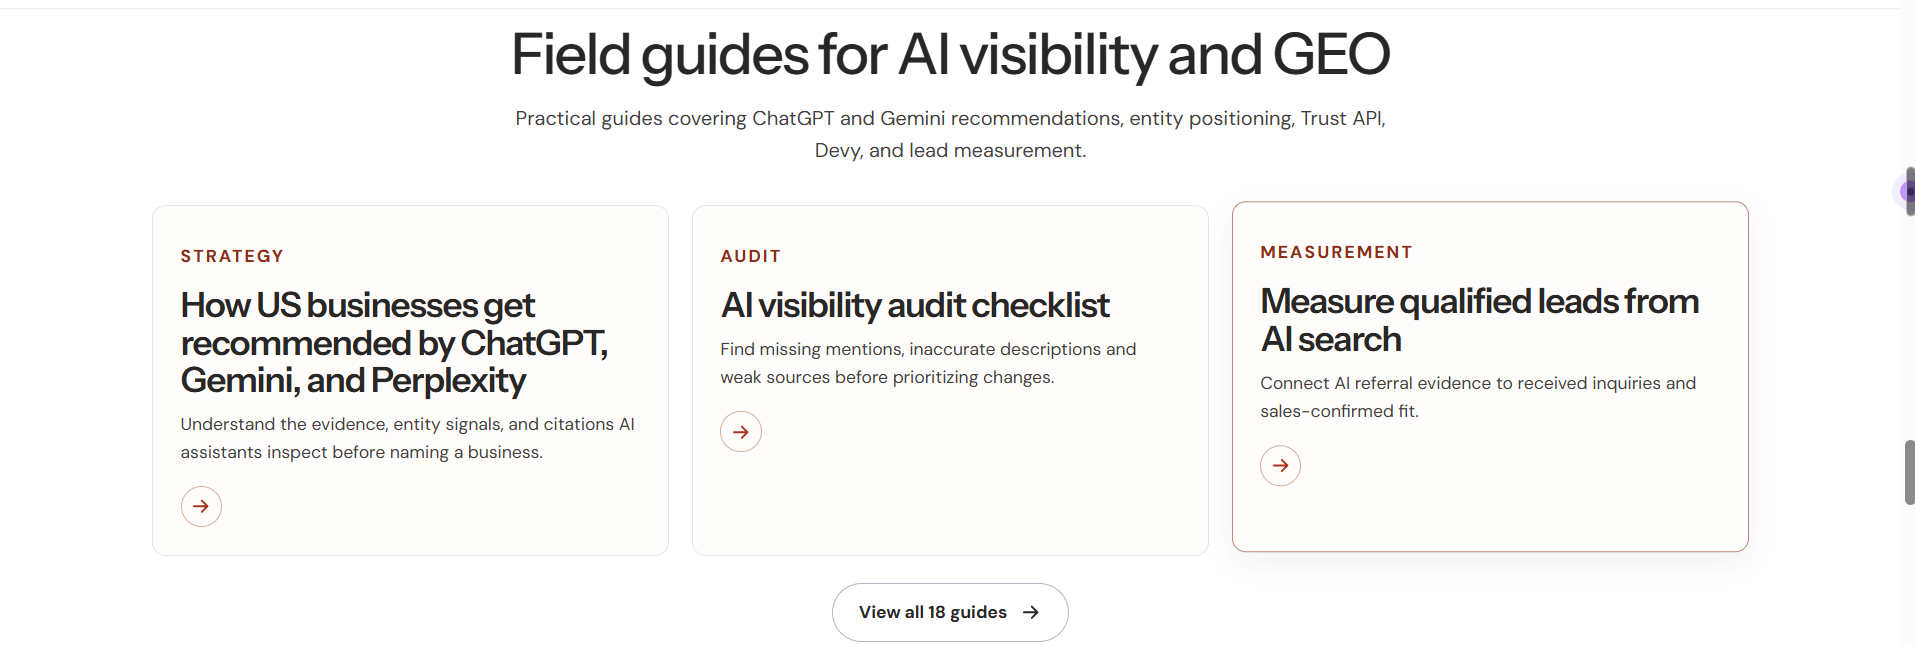 Field guides for AI visibility and GEO
Practical guides covering ChatGPT and Gemini recommendations, entity positioning, Trust API,
Devy, and lead measurement.
STRATEGY
How US businesses get
recommended by ChatGPT,
Gemini, and Perplexity
Understand the evidence, entity signals, and citations AI
assistants inspect before naming a business.
AUDIT
AI visibility audit checklist
Find missing mentions, inaccurate descriptions and
weak sources before prioritizing changes.
MEASUREMENT
Measure qualified leads from
AI search
Connect AI referral evidence to received inquiries and
sales-confirmed fit.
View all 18 guides